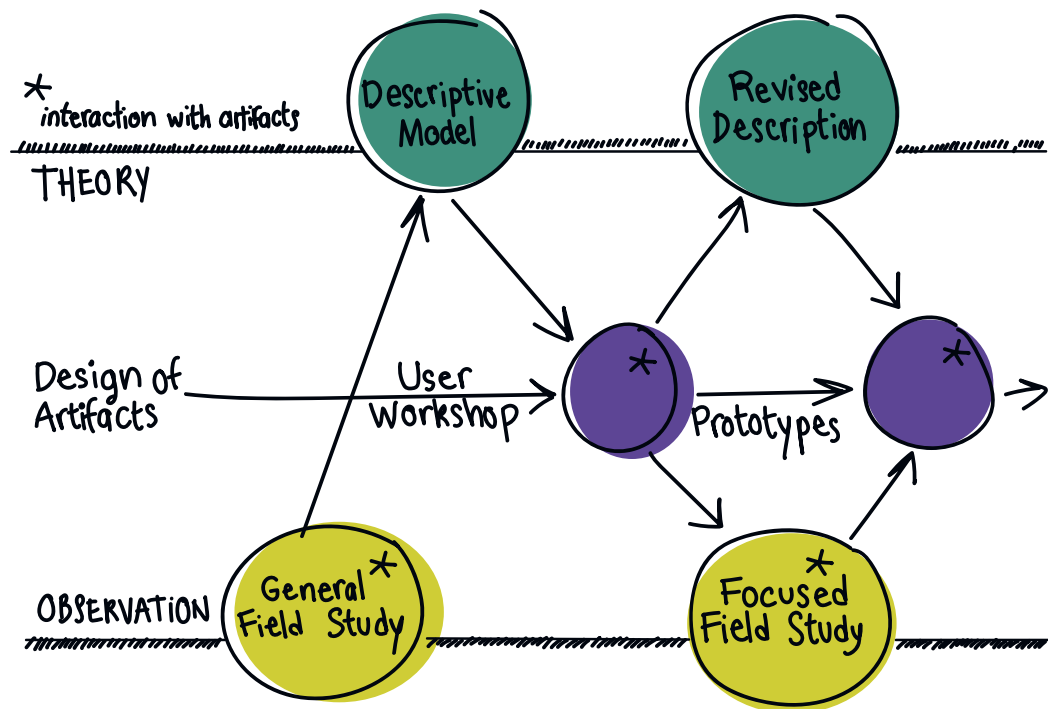 *
interaction with artifacts
THEORY
Descriptive
Model
Revised
Description
Design of
Artifacts
User
Workshop
*
Prototypes
*
OBSERVATION
General *
Field Study
*
Focused
Field Study